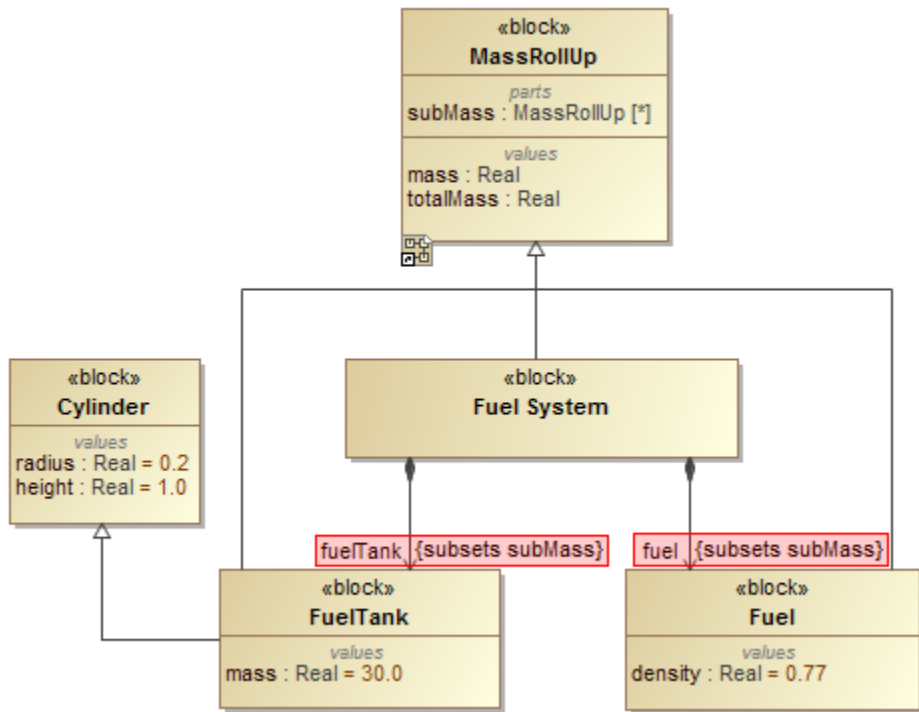 «block»
MassRollUp
parts
subMass : MassRollUp [*]
values
mass : Real
totalMass : Real
«block»
Cylinder
values
radius : Real = 0.2
height : Real = 1.0
«block»
Fuel System
fuelTank {subsets subMass}
fuel {subsets subMass}
«block»
FuelTank
values
mass : Real = 30.0
«block»
Fuel
values
density : Real = 0.77